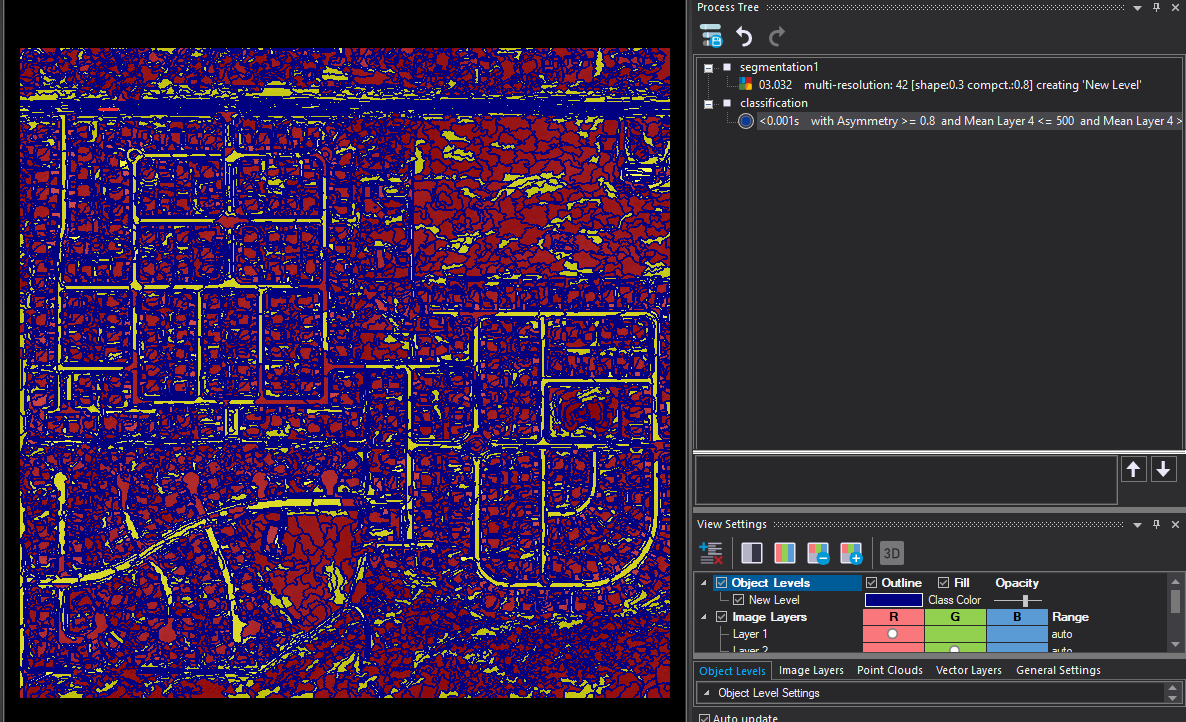 Process Tree
segmentation1
03.032 multi-resolution: 42 [shape:0.3 compct.:0.8] creating 'New Level'
classification
<0.001s with Asymmetry >= 0.8 and Mean Layer 4 <= 500 and Mean Layer 4 >
View Settings
3D
Object Levels Outline Fill Opacity
New Level Class Color
Image Layers R G B Range
Layer 1 auto
Layer 2 auto
Object Levels Image Layers Point Clouds Vector Layers General Settings
Object Level Settings
Auto update